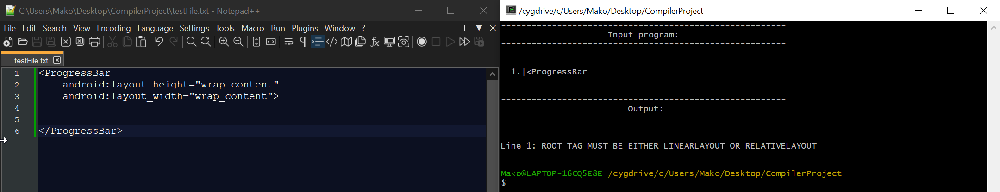 C:\Users\Mako\Desktop\CompilerProject\testFile.txt - Notepad++
File Edit Search View Encoding Language Settings Tools Macro Run Plugins Window ?
testFile.txt
1 <ProgressBar
2 android:layout_height="wrap_content"
3 android:layout_width="wrap_content">
4
5
6 </ProgressBar>
/cygdrive/c/Users/Mako/Desktop/CompilerProject
--------------------------------------------------------
Input program:
--------------------------------------------------------
1.|<ProgressBar
--------------------------------------------------------
Output:
--------------------------------------------------------
Line 1: ROOT TAG MUST BE EITHER LINEARLAYOUT OR RELATIVELAYOUT
Mako@LAPTOP-16CQ5E8E /cygdrive/c/Users/Mako/Desktop/CompilerProject
$